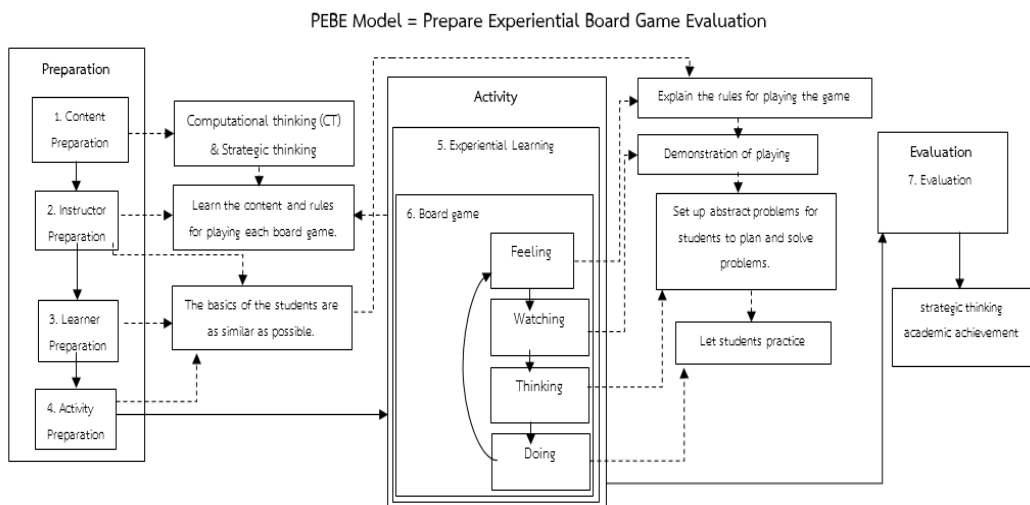 PEBE Model = Prepare Experiential Board Game Evaluation
Preparation
1. Content
Preparation
2. Instructor
Preparation
3. Learner
Preparation
4. Activity
Preparation
Computational thinking (CT)
& Strategic thinking
Learn the content and rules
for playing each board game.
The basics of the students are
as similar as possible.
Activity
5. Experiential Learning
6. Board game
Feeling
Watching
Thinking
Doing
Explain the rules for playing the game
Demonstration of playing
Set up abstract problems for
students to plan and solve
problems.
Let students practice
Evaluation
7. Evaluation
strategic thinking
academic achievement